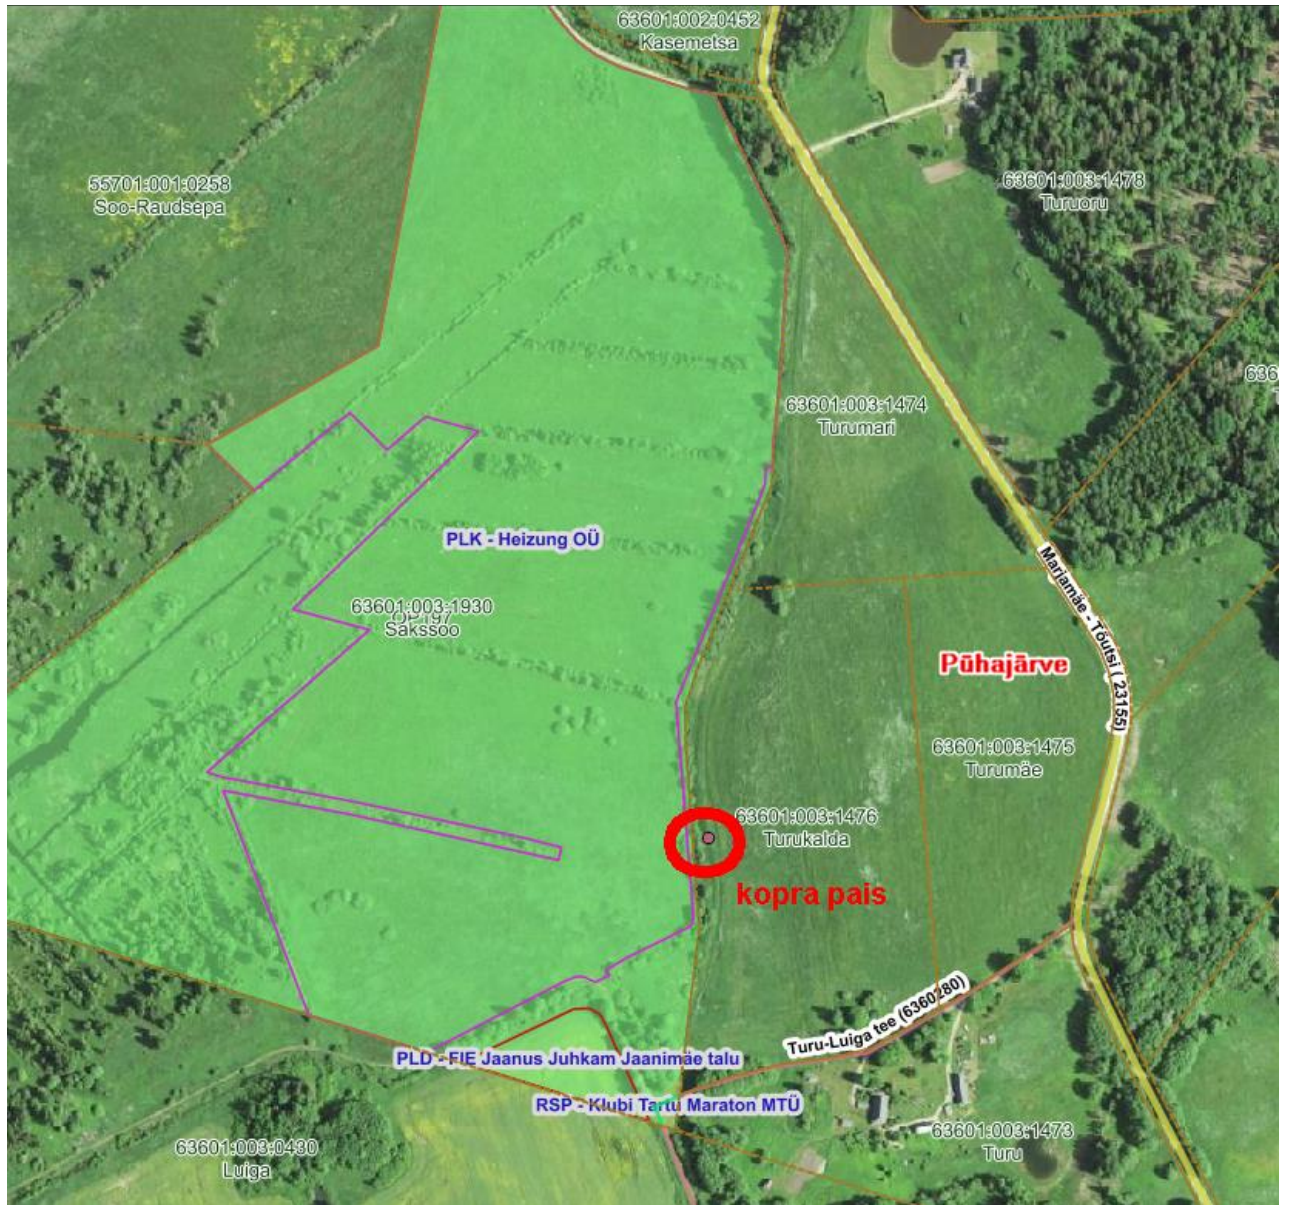 63601:002:0452
Kasemetsa
55701:001:0258
Soo-Raudsepa
63601:003:1478
Turuoru
636
63601:003:1474
Turumari
PLK - Heizung OÜ
63601:003:1930
OP197
Sakssoo
Marjamäe - Tõutsi ( 23155)
Pühajärve
63601:003:1475
Turumäe
63601:003:1476
Turukalda
kopra pais
Turu-Luiga tee (6360280)
PLD - FIE Jaanus Juhkam Jaanimäe talu
RSP - Klubi Tartu Maraton MTÜ
63601:003:0430
Luiga
63601:003:1473
Turu